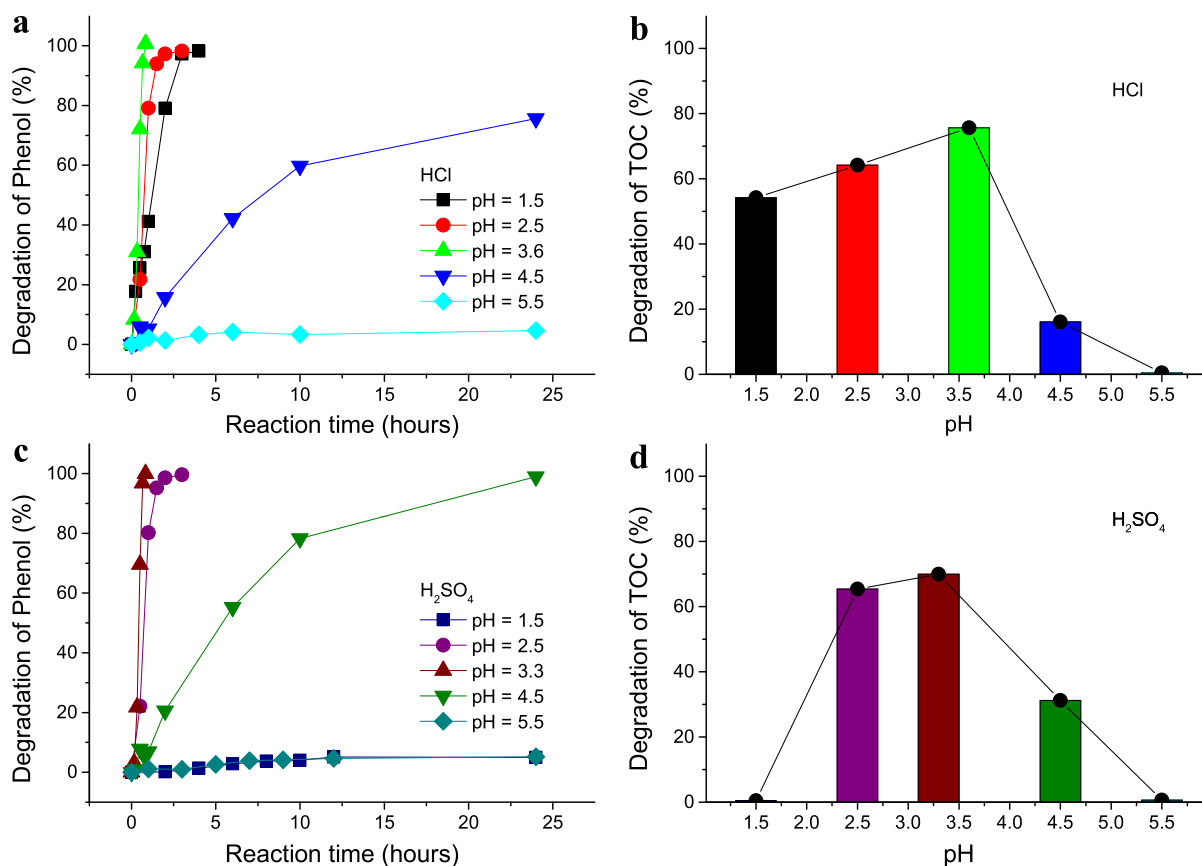 a
Degradation of Phenol (%)
100
80
60
40
20
0
HCl
pH = 1.5
pH = 2.5
pH = 3.6
pH = 4.5
pH = 5.5
0 5 10 15 20 25
Reaction time (hours)
b
Degradation of TOC (%)
100
80
60
40
20
0
HCl
1.5 2.0 2.5 3.0 3.5 4.0 4.5 5.0 5.5
pH
c
Degradation of Phenol (%)
100
80
60
40
20
0
H₂SO₄
pH = 1.5
pH = 2.5
pH = 3.3
pH = 4.5
pH = 5.5
0 5 10 15 20 25
Reaction time (hours)
d
Degradation of TOC (%)
100
80
60
40
20
0
H₂SO₄
1.5 2.0 2.5 3.0 3.5 4.0 4.5 5.0 5.5
pH